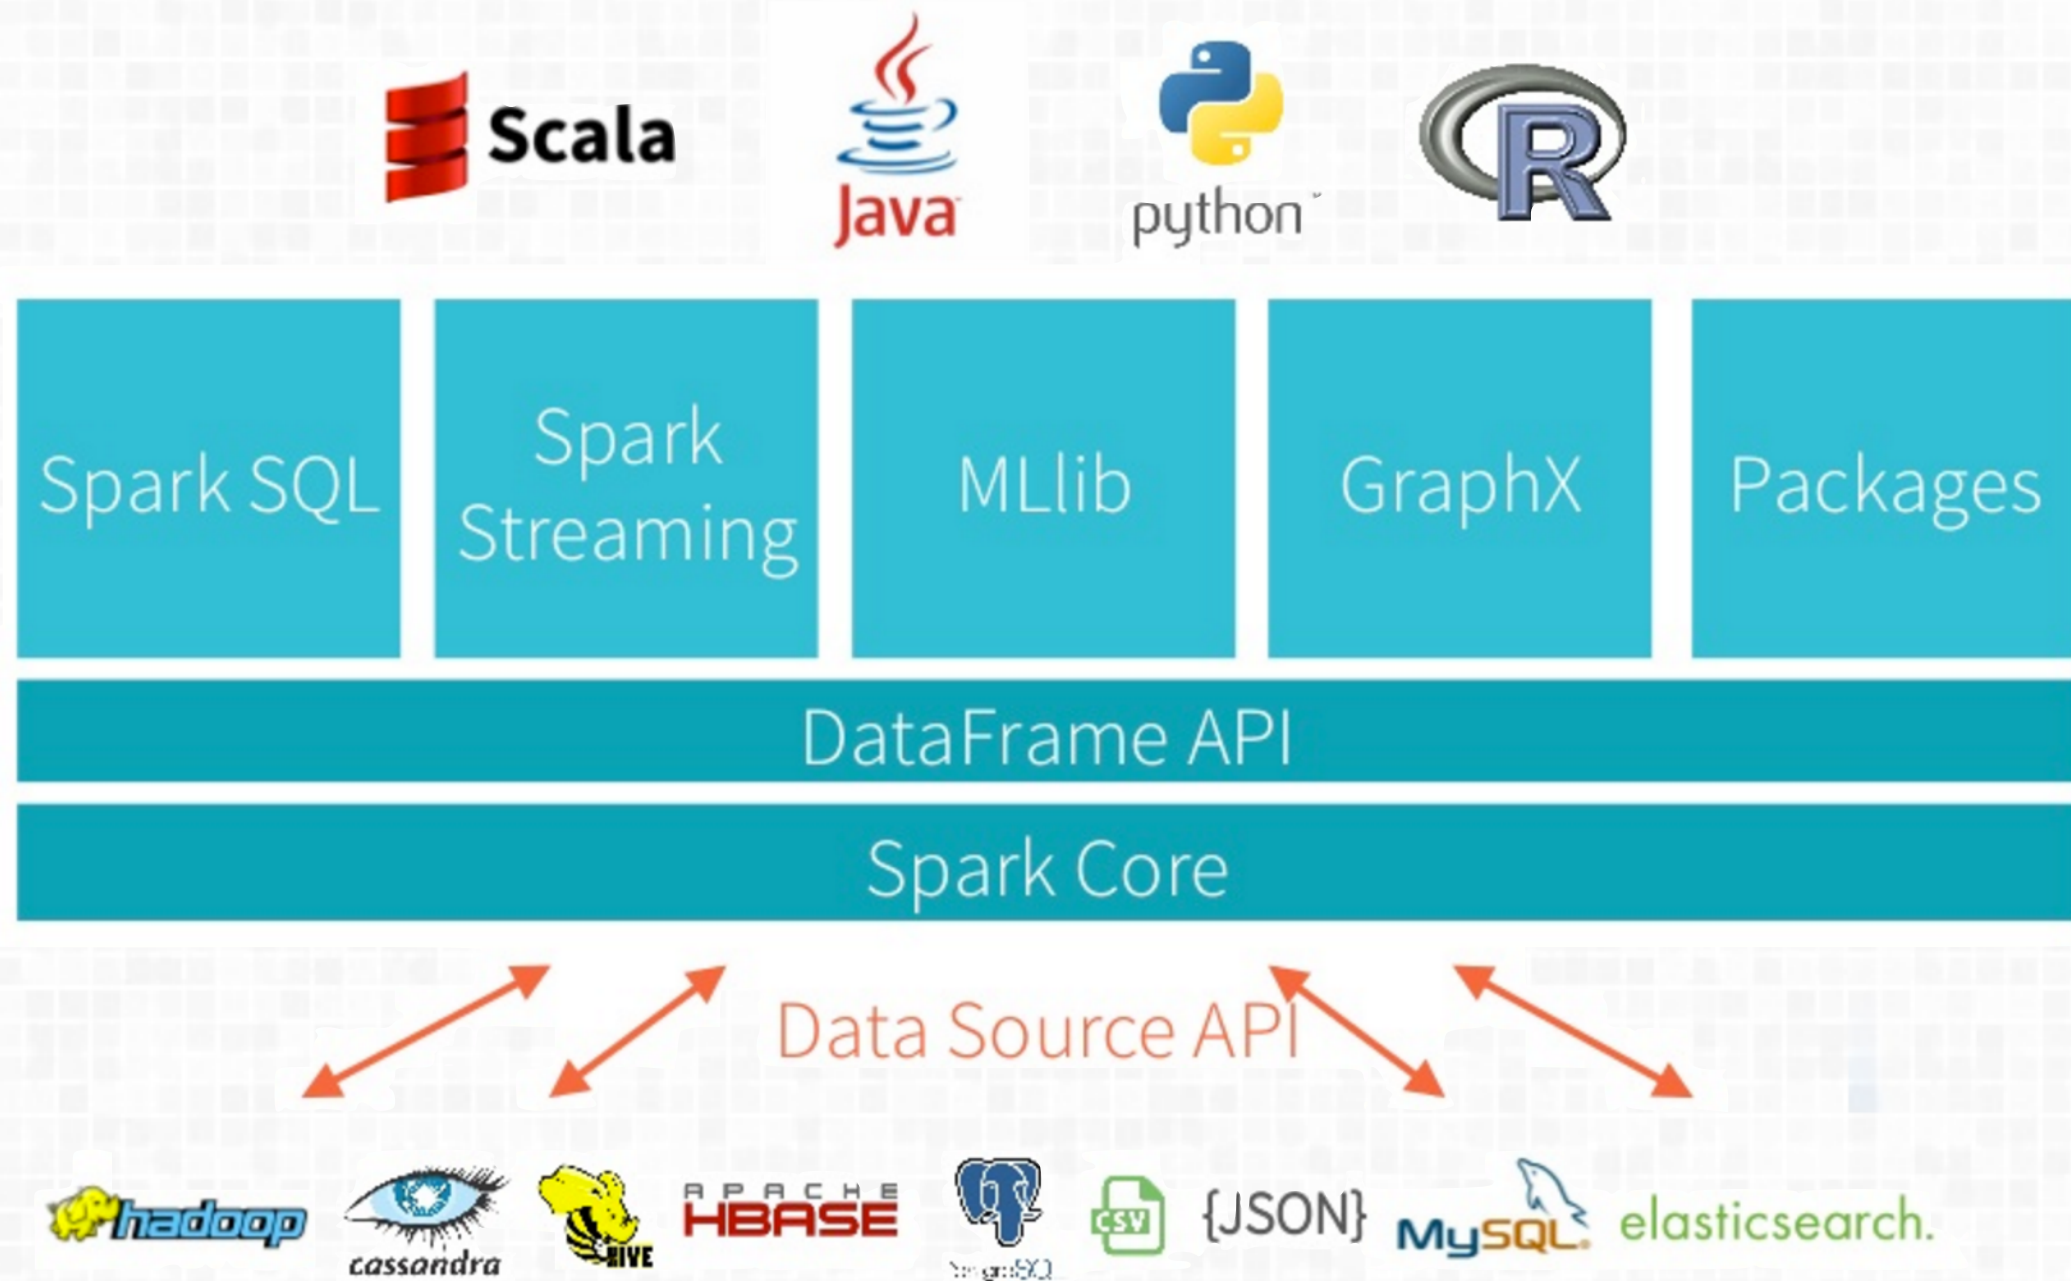 Scala
Java
python
R
Spark SQL
Spark
Streaming
MLlib
GraphX
Packages
DataFrame API
Spark Core
Data Source API
hadoop
cassandra
HIVE
APACHE
HBASE
CSV
{JSON}
MySQL.
elasticsearch.